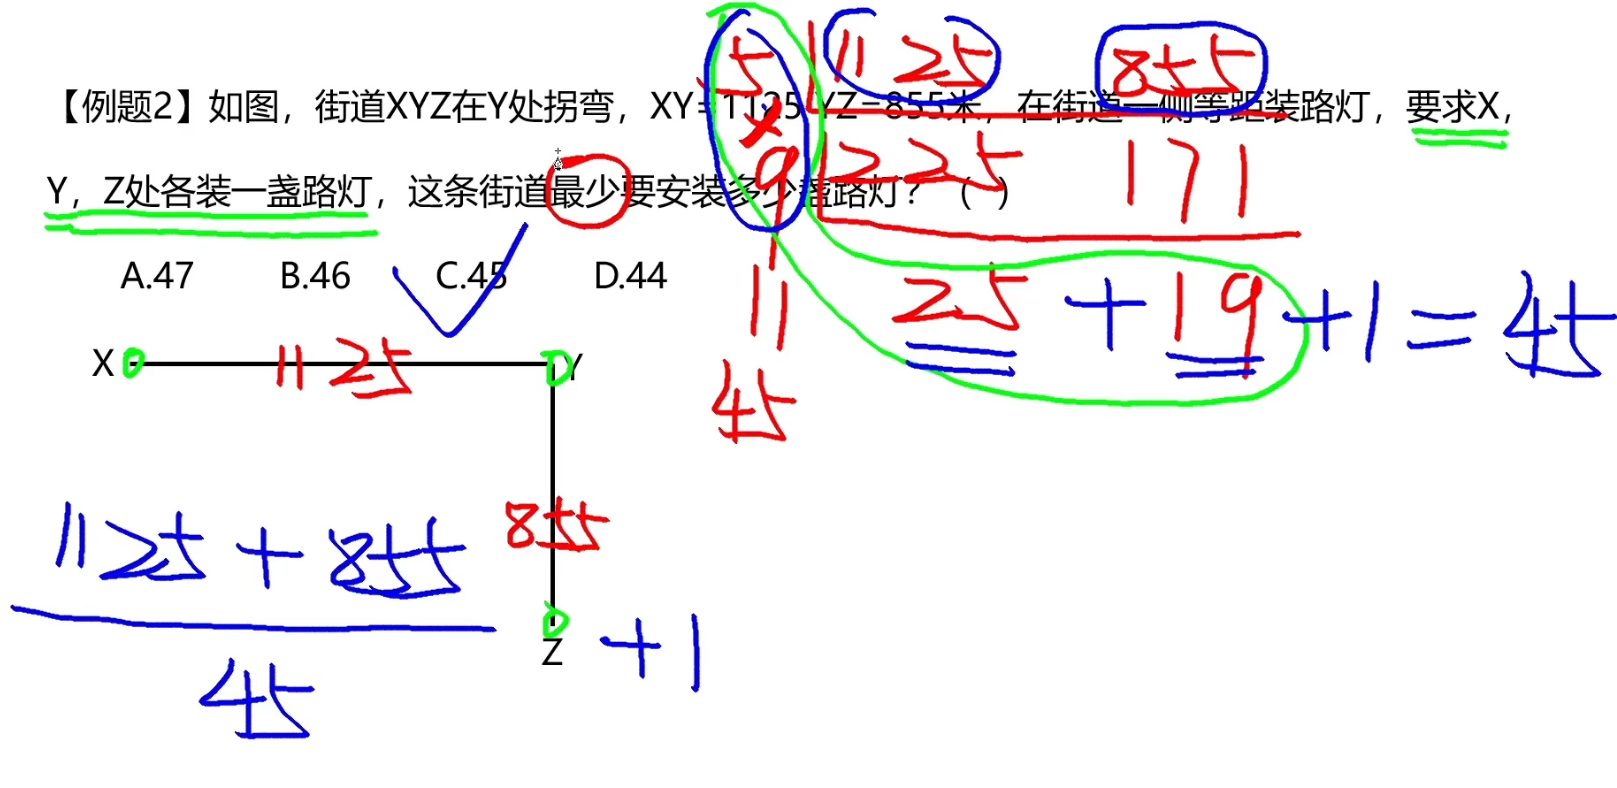 【例题2】如图，街道XYZ在Y处拐弯，XY=1125 YZ=855米，在街道一侧等距装路灯，要求X，
Y，Z处各装一盏路灯，这条街道最少要安装多少盏路灯？（ ）
A.47 B.46 C.45 D.44
5 1125 855
×
9 225 171
11 25 + 19 + 1 = 45
45
X 1125 Y
855
Z
1125 + 855
45
+ 1